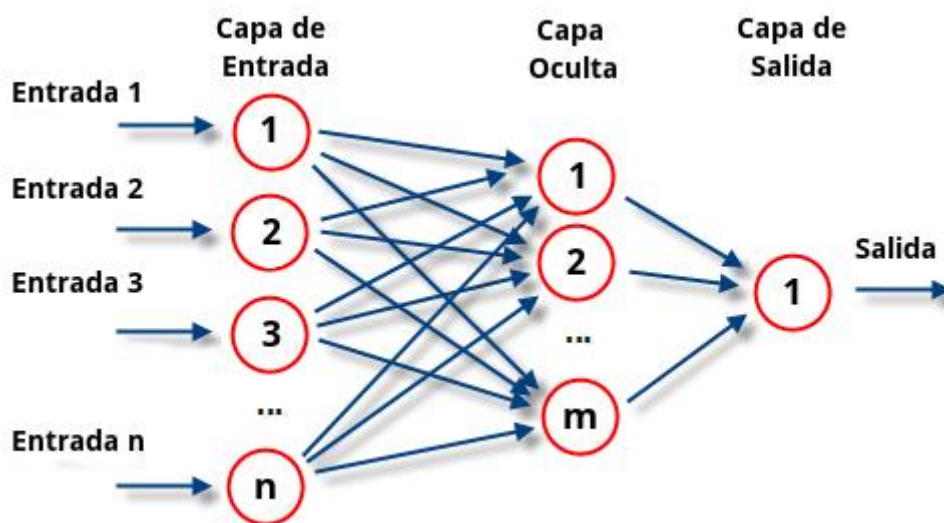 Capa de
Entrada
Capa
Oculta
Capa de
Salida
Entrada 1
Entrada 2
Entrada 3
Entrada n
1
2
3
...
n
1
2
...
m
1
Salida